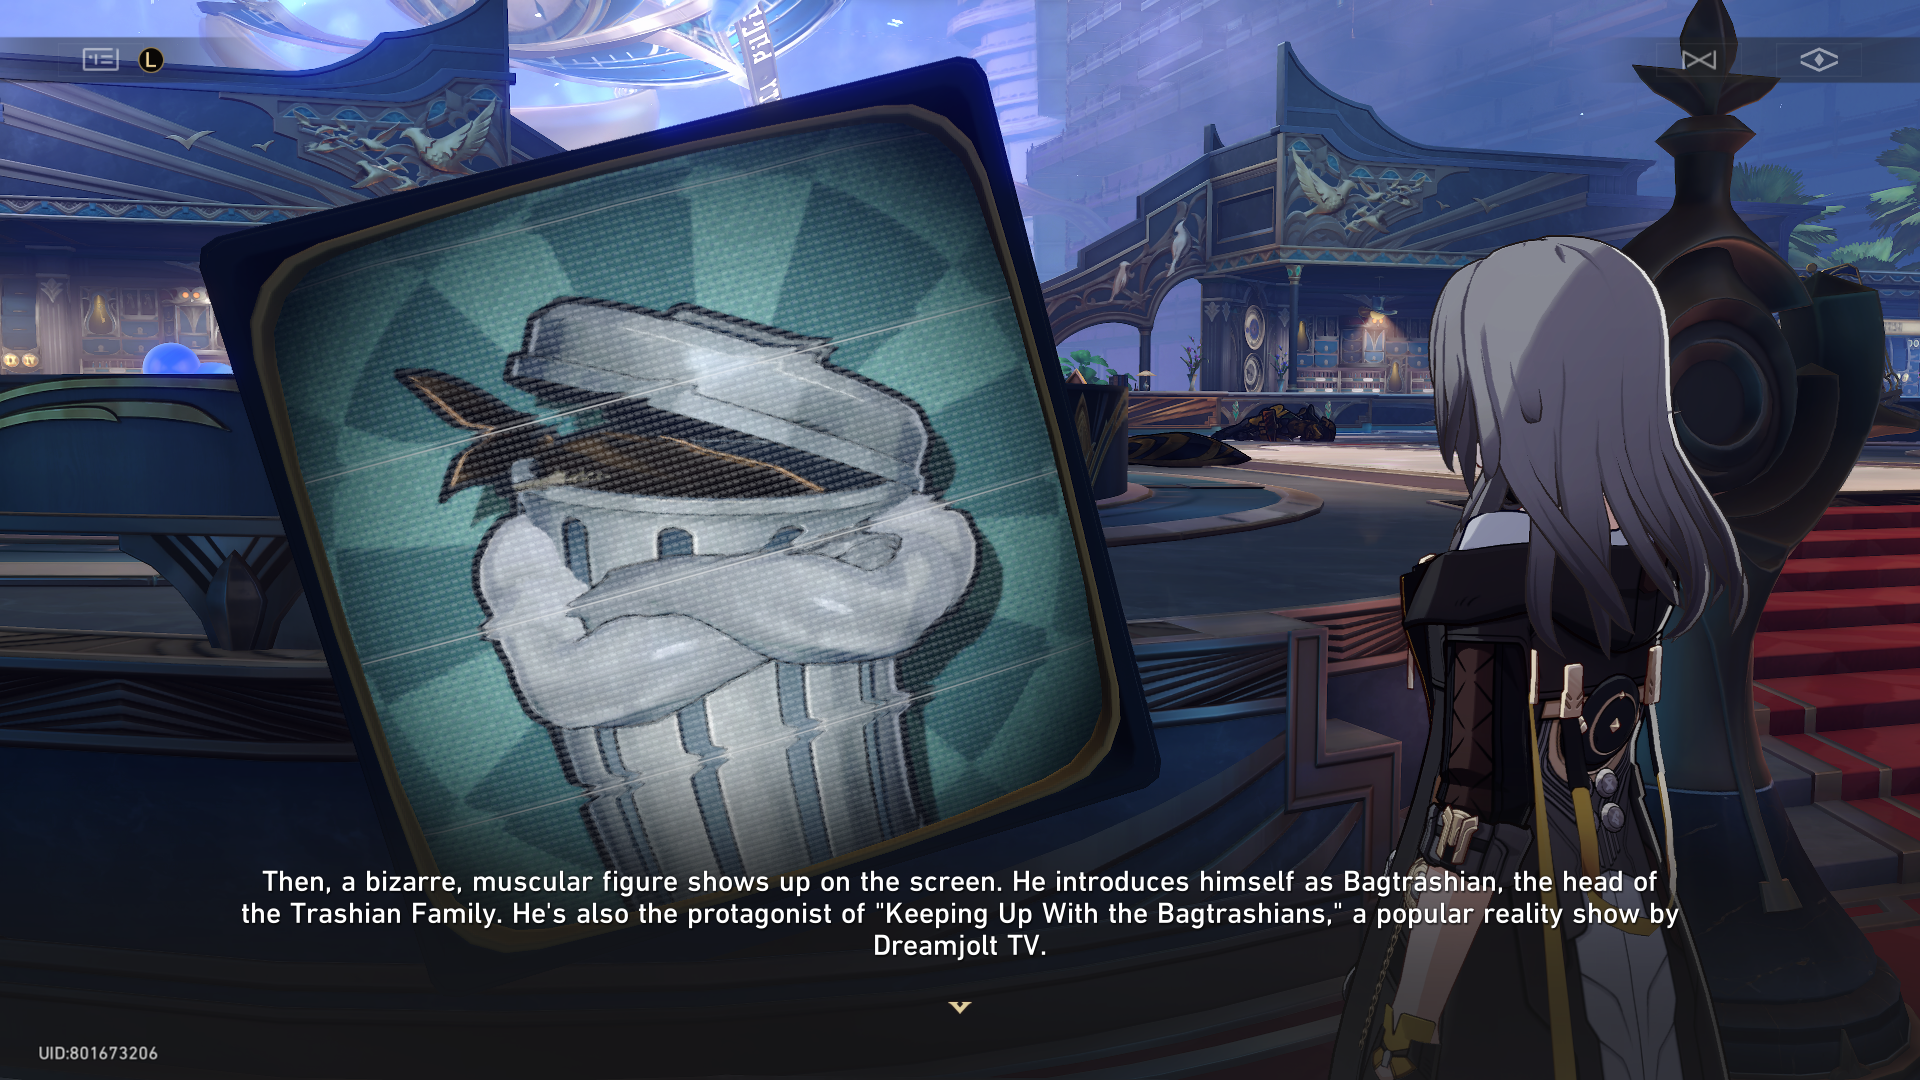 L
Then, a bizarre, muscular figure shows up on the screen. He introduces himself as Bagtrashian, the head of
the Trashian Family. He's also the protagonist of "Keeping Up With the Bagtrashians," a popular reality show by
Dreamjolt TV.
UID:801673206